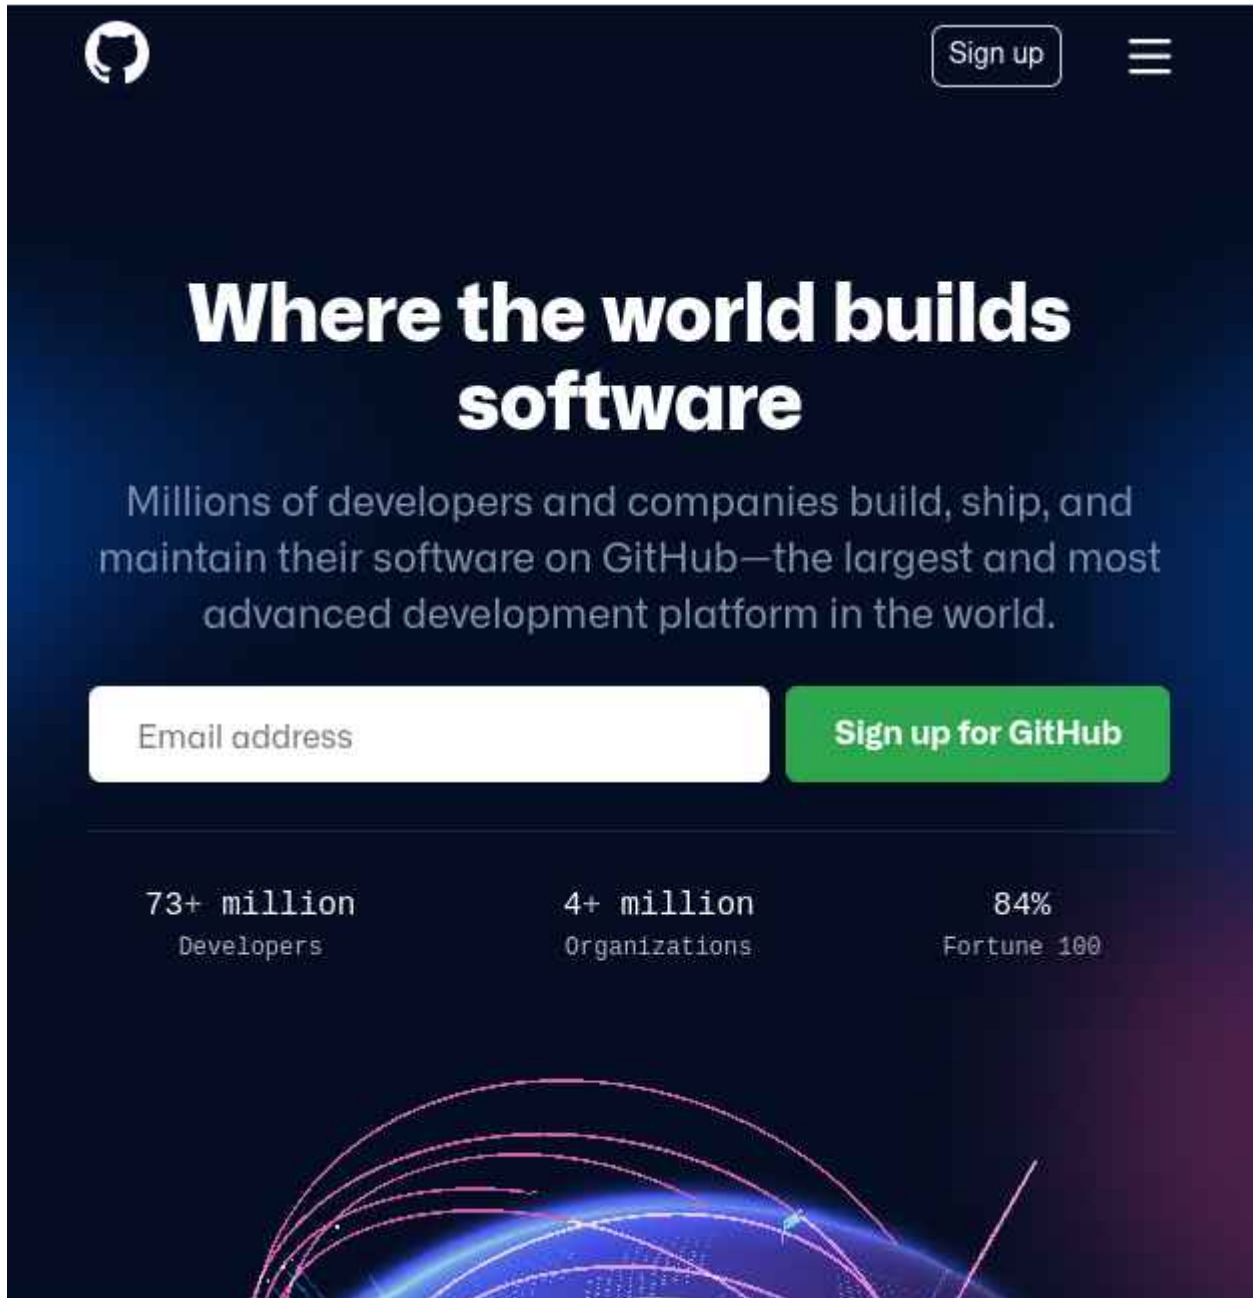 Sign up
Where the world builds
software
Millions of developers and companies build, ship, and
maintain their software on GitHub—the largest and most
advanced development platform in the world.
Email address
Sign up for GitHub
73+ million
Developers
4+ million
Organizations
84%
Fortune 100